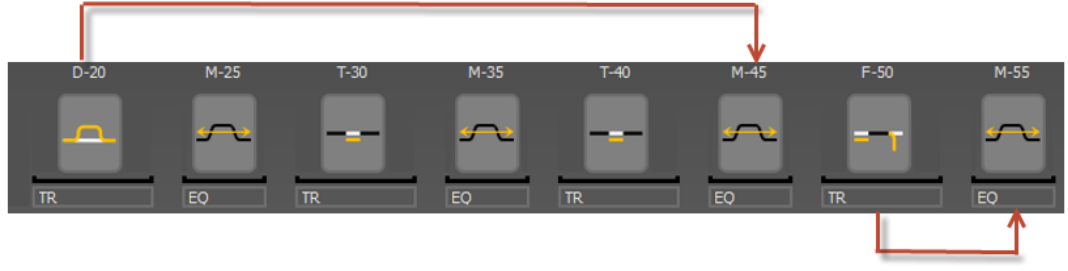 D-20 M-25 T-30 M-35 T-40 M-45 F-50 M-55
TR EQ TR EQ TR EQ TR EQ